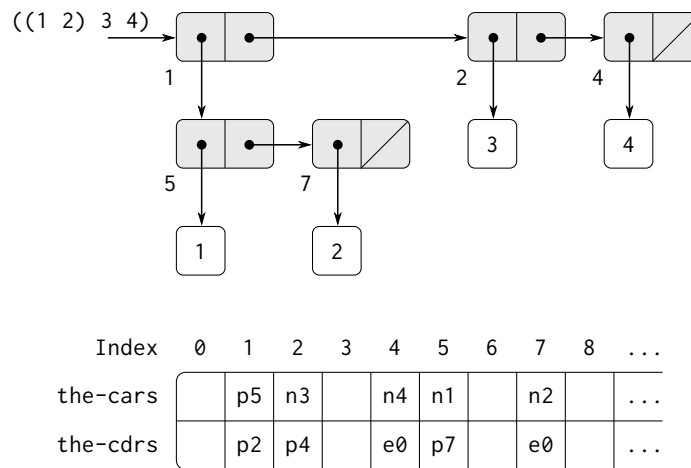 ((1 2) 3 4)
1 2 4
3 4
5 7
1 2
Index 0 1 2 3 4 5 6 7 8 ...
the-cars p5 n3 n4 n1 n2 ...
the-cdrs p2 p4 e0 p7 e0 ...